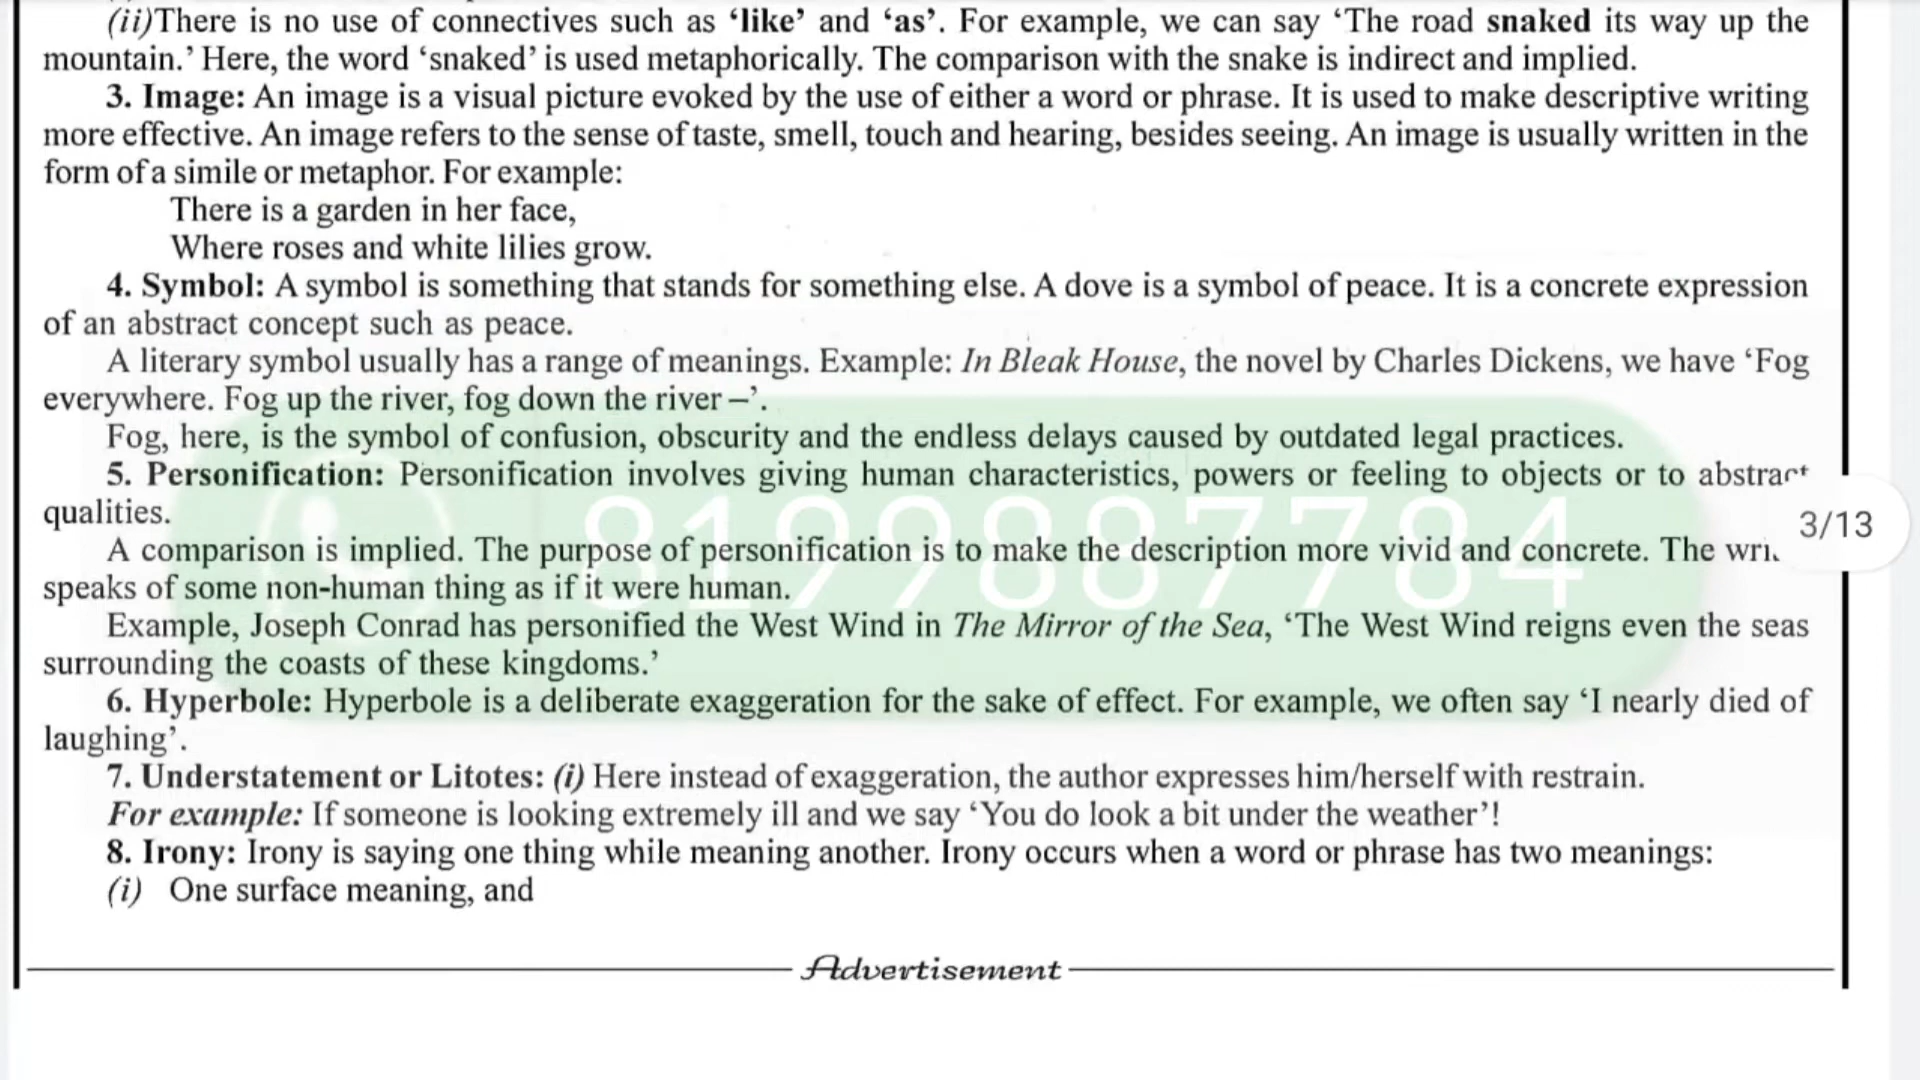 (ii)There is no use of connectives such as ‘like’ and ‘as’. For example, we can say ‘The road snaked its way up the
mountain.’ Here, the word ‘snaked’ is used metaphorically. The comparison with the snake is indirect and implied.
3. Image: An image is a visual picture evoked by the use of either a word or phrase. It is used to make descriptive writing
more effective. An image refers to the sense of taste, smell, touch and hearing, besides seeing. An image is usually written in the
form of a simile or metaphor. For example:
There is a garden in her face,
Where roses and white lilies grow.
4. Symbol: A symbol is something that stands for something else. A dove is a symbol of peace. It is a concrete expression
of an abstract concept such as peace.
A literary symbol usually has a range of meanings. Example: In Bleak House, the novel by Charles Dickens, we have ‘Fog
everywhere. Fog up the river, fog down the river –’.
Fog, here, is the symbol of confusion, obscurity and the endless delays caused by outdated legal practices.
5. Personification: Personification involves giving human characteristics, powers or feeling to objects or to abstract
qualities.
8199887784
3/13
A comparison is implied. The purpose of personification is to make the description more vivid and concrete. The
speaks of some non-human thing as if it were human.
Example, Joseph Conrad has personified the West Wind in The Mirror of the Sea, ‘The West Wind reigns even the seas
surrounding the coasts of these kingdoms.’
6. Hyperbole: Hyperbole is a deliberate exaggeration for the sake of effect. For example, we often say ‘I nearly died of
laughing’.
7. Understatement or Litotes: (i) Here instead of exaggeration, the author expresses him/herself with restrain.
For example: If someone is looking extremely ill and we say ‘You do look a bit under the weather’!
8. Irony: Irony is saying one thing while meaning another. Irony occurs when a word or phrase has two meanings:
(i) One surface meaning, and
Advertisement